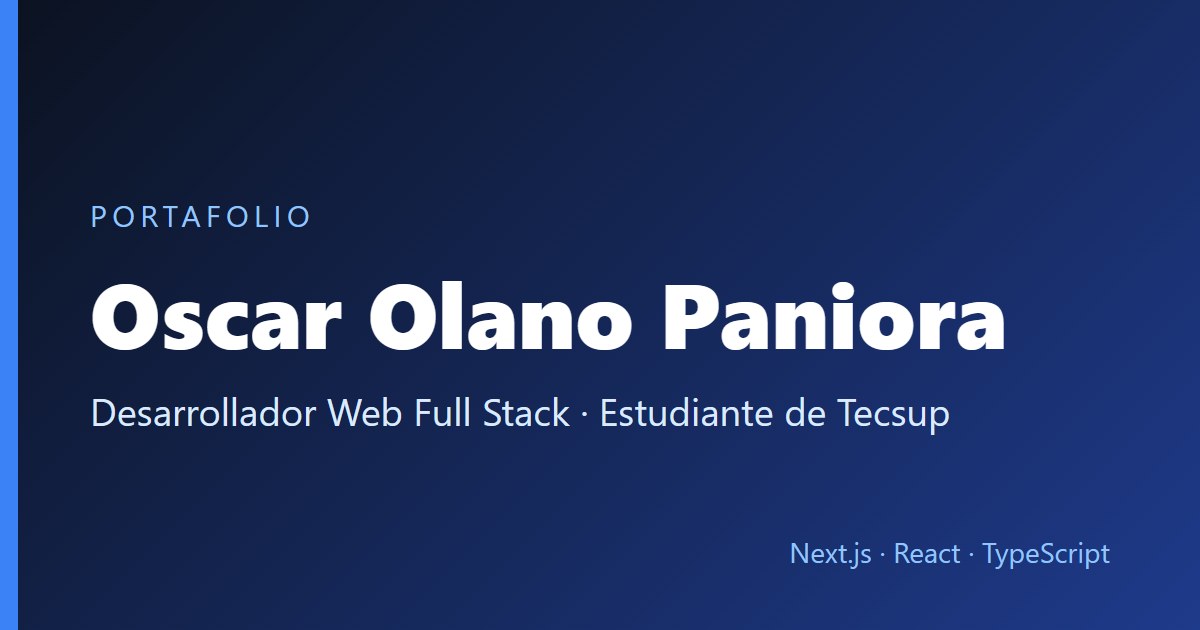 PORTAFOLIO
Oscar Olano Paniora
Desarrollador Web Full Stack · Estudiante de Tecsup
Next.js · React · TypeScript